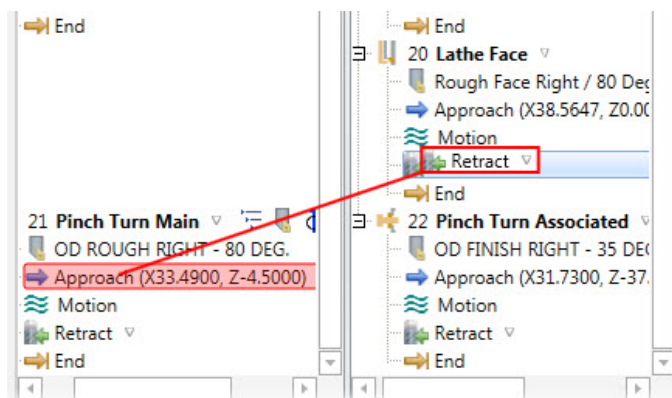 End
21 Pinch Turn Main
OD ROUGH RIGHT - 80 DEG.
Approach (X33.4900, Z-4.5000)
Motion
Retract
End
End
20 Lathe Face
Rough Face Right / 80 Deg
Approach (X38.5647, Z0.00
Motion
Retract
End
22 Pinch Turn Associated
OD FINISH RIGHT - 35 DE
Approach (X31.7300, Z-37.
Motion
Retract
End